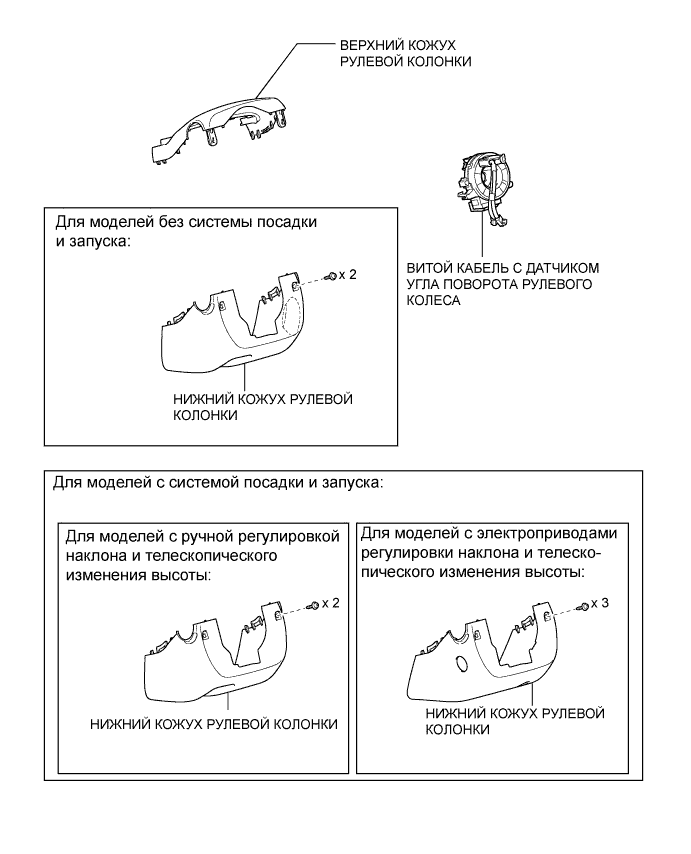 ВЕРХНИЙ КОЖУХ
РУЛЕВОЙ КОЛОНКИ
ВИТОЙ КАБЕЛЬ С ДАТЧИКОМ
УГЛА ПОВОРОТА РУЛЕВОГО
КОЛЕСА
Для моделей без системы посадки
и запуска:
x 2
НИЖНИЙ КОЖУХ РУЛЕВОЙ
КОЛОНКИ
Для моделей с системой посадки и запуска:
Для моделей с ручной регулировкой
наклона и телескопического
изменения высоты:
x 2
НИЖНИЙ КОЖУХ РУЛЕВОЙ КОЛОНКИ
Для моделей с электроприводами
регулировки наклона и телеско-
пического изменения высоты:
x 3
НИЖНИЙ КОЖУХ РУЛЕВОЙ
КОЛОНКИ